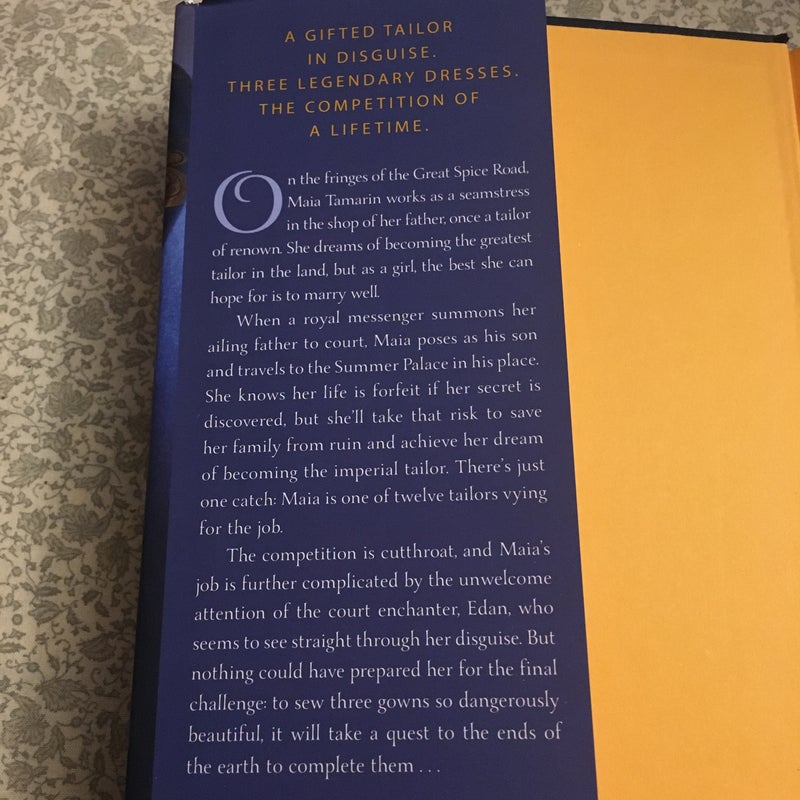 A GIFTED TAILOR
IN DISGUISE.
THREE LEGENDARY DRESSES.
THE COMPETITION OF
A LIFETIME.
On the fringes of the Great Spice Road,
Maia Tamarin works as a seamstress
in the shop of her father, once a tailor
of renown. She dreams of becoming the greatest
tailor in the land, but as a girl, the best she can
hope for is to marry well.
When a royal messenger summons her
ailing father to court, Maia poses as his son
and travels to the Summer Palace in his place.
She knows her life is forfeit if her secret is
discovered, but she'll take that risk to save
her family from ruin and achieve her dream
of becoming the imperial tailor. There's just
one catch: Maia is one of twelve tailors vying
for the job.
The competition is cutthroat, and Maia's
job is further complicated by the unwelcome
attention of the court enchanter, Edan, who
seems to see straight through her disguise. But
nothing could have prepared her for the final
challenge: to sew three gowns so dangerously
beautiful, it will take a quest to the ends of
the earth to complete them . . .